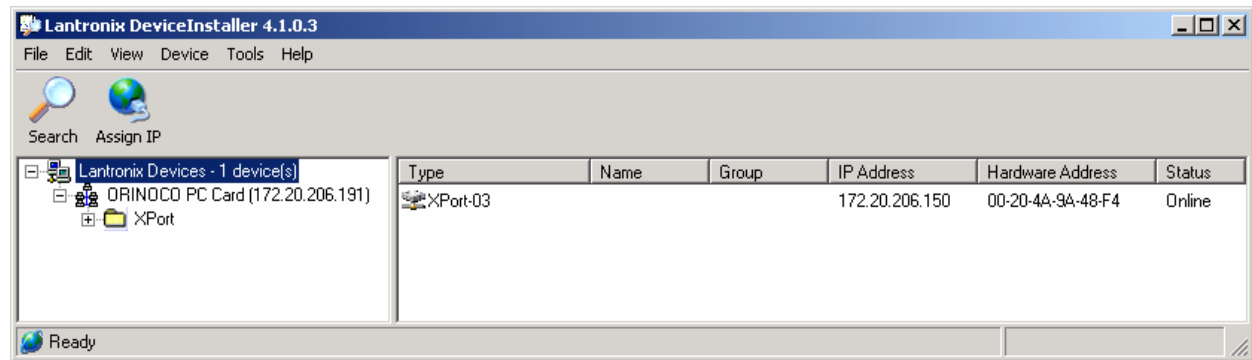 Lantronix DeviceInstaller 4.1.0.3
File Edit View Device Tools Help
Search Assign IP
Lantronix Devices - 1 device(s)
ORINOCO PC Card (172.20.206.191)
XPort
Type Name Group IP Address Hardware Address Status
XPort-03 172.20.206.150 00-20-4A-9A-48-F4 Online
Ready